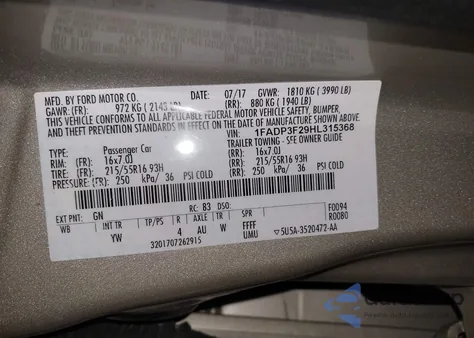 MFD. BY FORD MOTOR CO. DATE: 07/17 GVWR: 1810 KG (3990 LB)
GAWR:(FR): 972 KG (2143 LB) (RR): 880 KG (1940 LB)
THIS VEHICLE CONFORMS TO ALL APPLICABLE FEDERAL MOTOR VEHICLE SAFETY, BUMPER,
AND THEFT PREVENTION STANDARDS IN EFFECT ON THE DATE OF MANUFACTURE SHOWN ABOVE.
VIN: 1FADP3F29HL315368
TYPE: Passenger Car TRAILER TOWING - SEE OWNER GUIDE
RIM: (FR): 16x7.0J (RR): 16x7.0J
TIRES: (FR): 215/55R16 93H (RR): 215/55R16 93H
PRESSURE: (FR): 250 kPa/ 36 PSI COLD (RR): 250 kPa/ 36 PSI COLD
EXT PNT: GN RC: 83 DSO: F0094
WB INT TR TP/PS R AXLE TR SPR R0080
YW 4 AU W FFFF
3201707262915 UMU 5U5A-3520472-AA